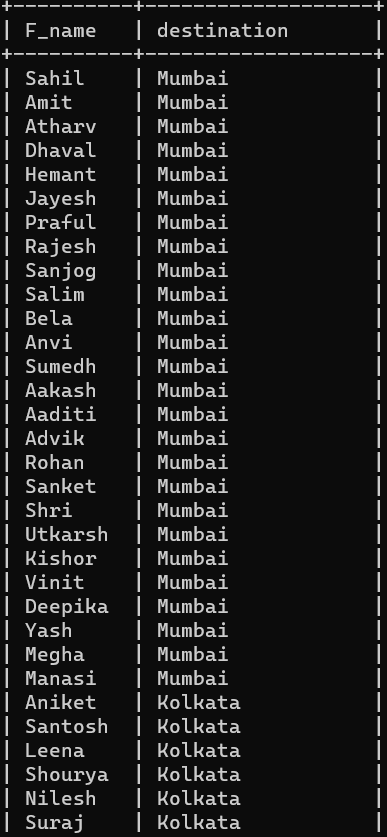 +----------+-------------------+
| F_name   | destination       |
+----------+-------------------+
| Sahil    | Mumbai            |
| Amit     | Mumbai            |
| Atharv   | Mumbai            |
| Dhaval   | Mumbai            |
| Hemant   | Mumbai            |
| Jayesh   | Mumbai            |
| Praful   | Mumbai            |
| Rajesh   | Mumbai            |
| Sanjog   | Mumbai            |
| Salim    | Mumbai            |
| Bela     | Mumbai            |
| Anvi     | Mumbai            |
| Sumedh   | Mumbai            |
| Aakash   | Mumbai            |
| Aaditi   | Mumbai            |
| Advik    | Mumbai            |
| Rohan    | Mumbai            |
| Sanket   | Mumbai            |
| Shri     | Mumbai            |
| Utkarsh  | Mumbai            |
| Kishor   | Mumbai            |
| Vinit    | Mumbai            |
| Deepika  | Mumbai            |
| Yash     | Mumbai            |
| Megha    | Mumbai            |
| Manasi   | Mumbai            |
| Aniket   | Kolkata           |
| Santosh  | Kolkata           |
| Leena    | Kolkata           |
| Shourya  | Kolkata           |
| Nilesh   | Kolkata           |
| Suraj    | Kolkata           |